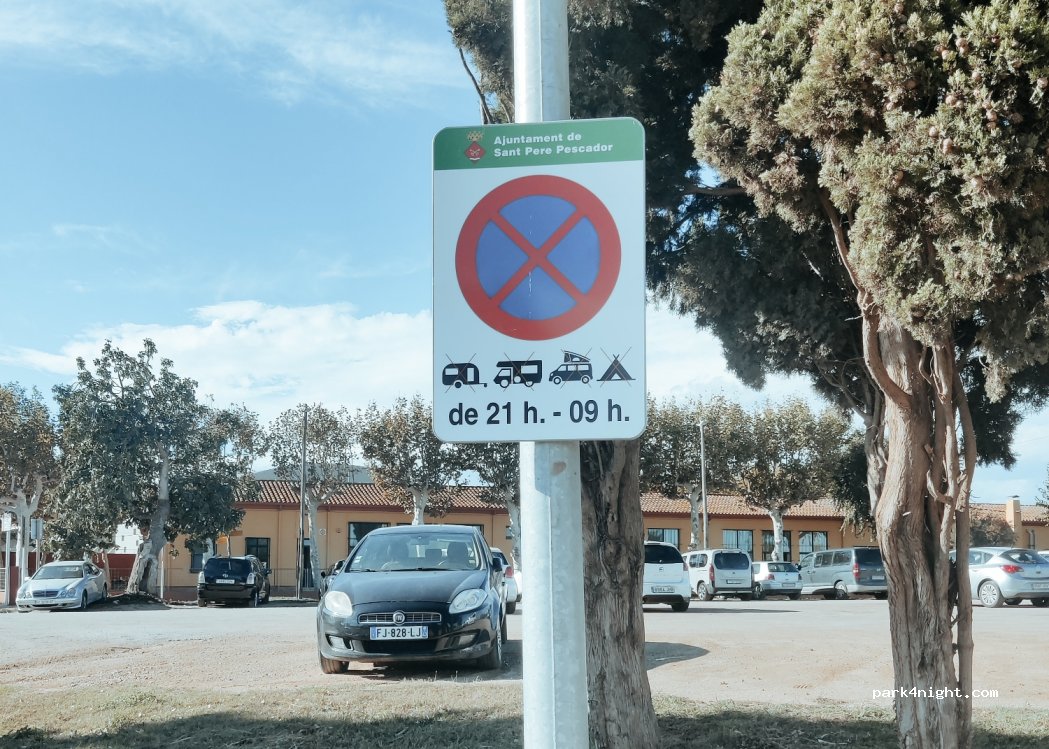 Ajuntament de
Sant Pere Pescador
de 21 h. - 09 h.
FJ-828-LJ
park4night.com